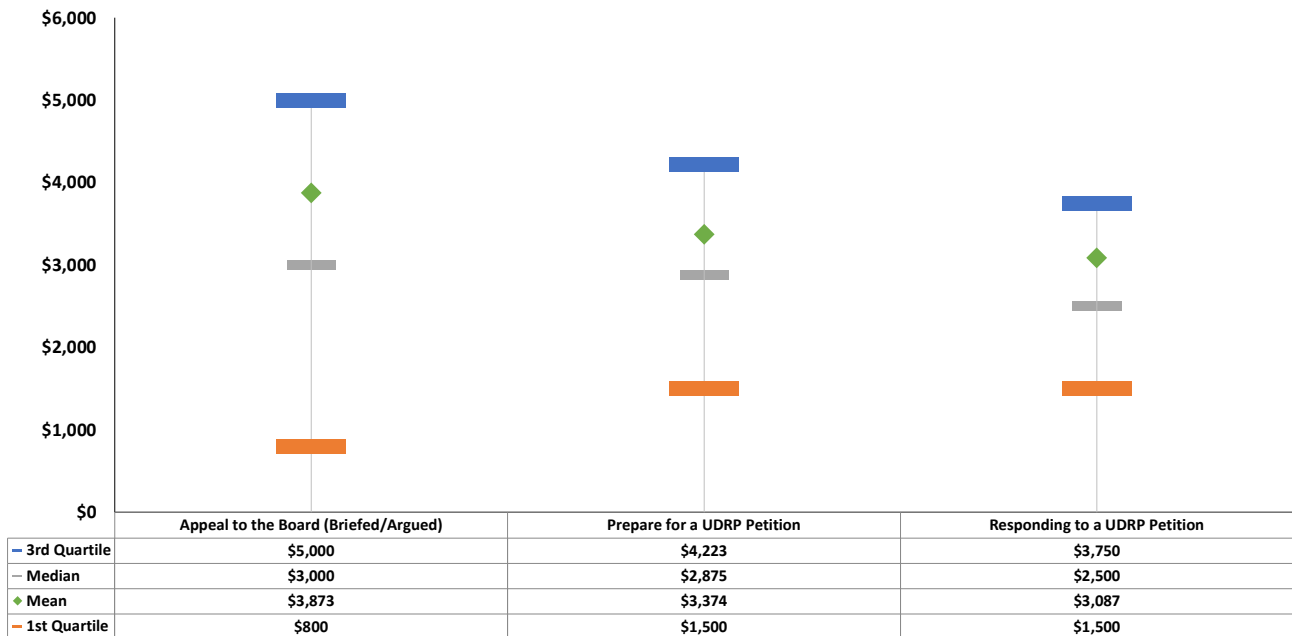 $6,000
$5,000
$4,000
$3,000
$2,000
$1,000
$0
Appeal to the Board (Briefed/Argued) Prepare for a UDRP Petition Responding to a UDRP Petition
3rd Quartile $5,000 $4,223 $3,750
Median $3,000 $2,875 $2,500
Mean $3,873 $3,374 $3,087
1st Quartile $800 $1,500 $1,500